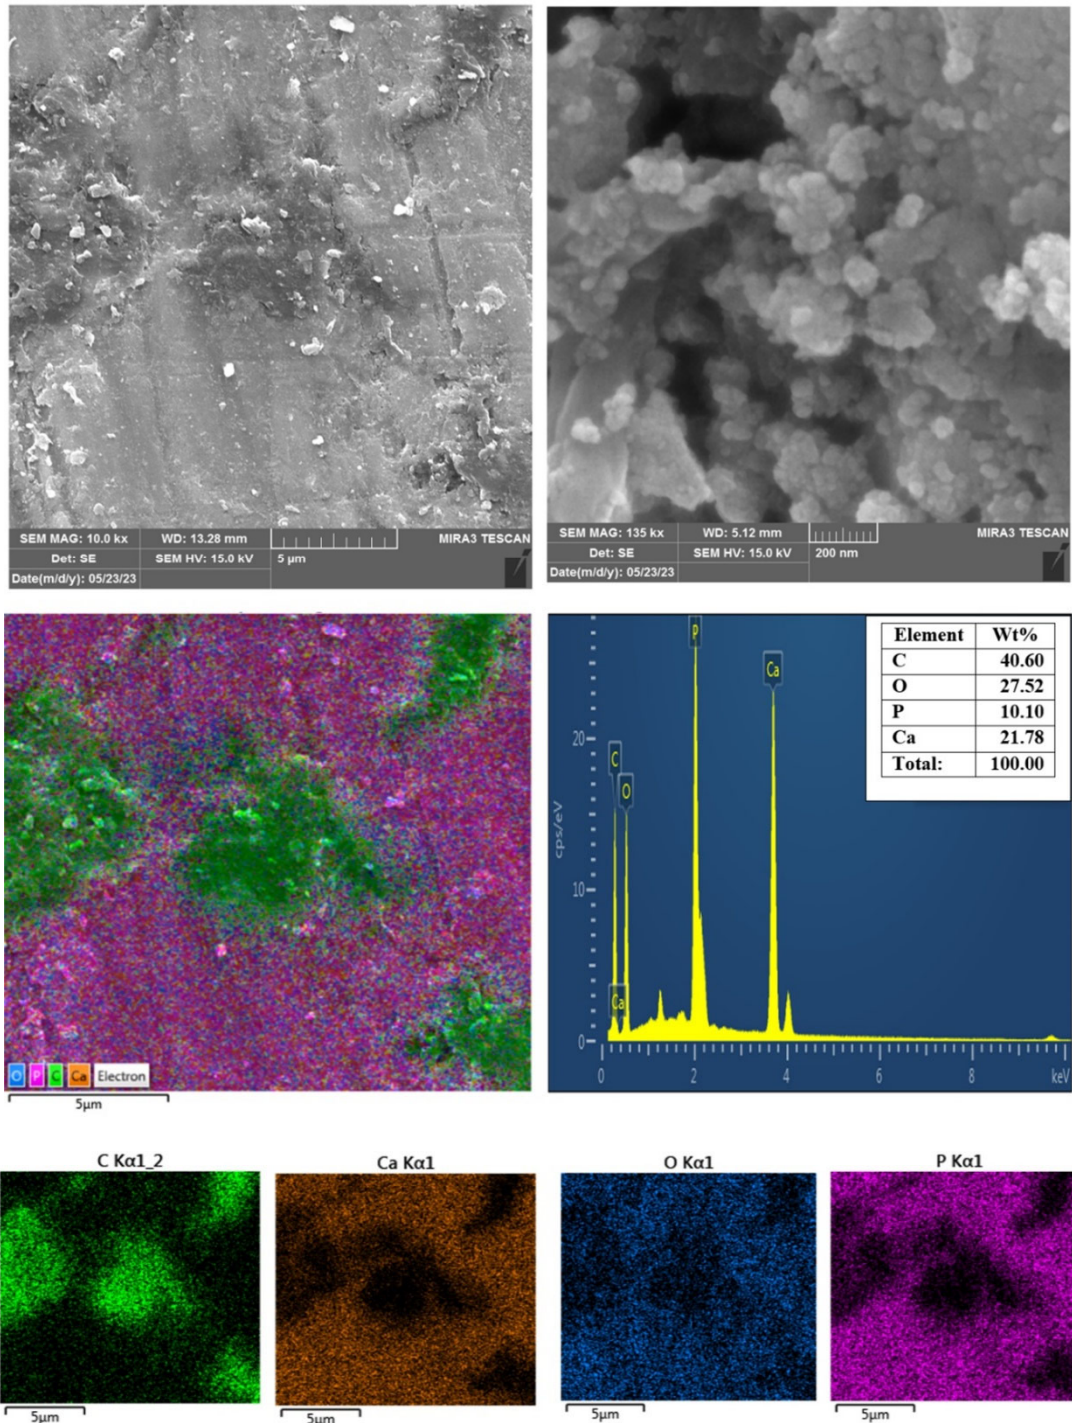 SEM MAG: 10.0 kx WD: 13.28 mm MIRA3 TESCAN
Det: SE SEM HV: 15.0 kV 5 µm
Date(m/d/y): 05/23/23
SEM MAG: 135 kx WD: 5.12 mm MIRA3 TESCAN
Det: SE SEM HV: 15.0 kV 200 nm
Date(m/d/y): 05/23/23
O P C Ca Electron
5µm
P
Ca
C
O
Ca
20
10
0
cps/eV
0 2 4 6 8 keV
Element Wt%
C 40.60
O 27.52
P 10.10
Ca 21.78
Total: 100.00
C Kα1_2
5µm
Ca Kα1
5µm
O Kα1
5µm
P Kα1
5µm